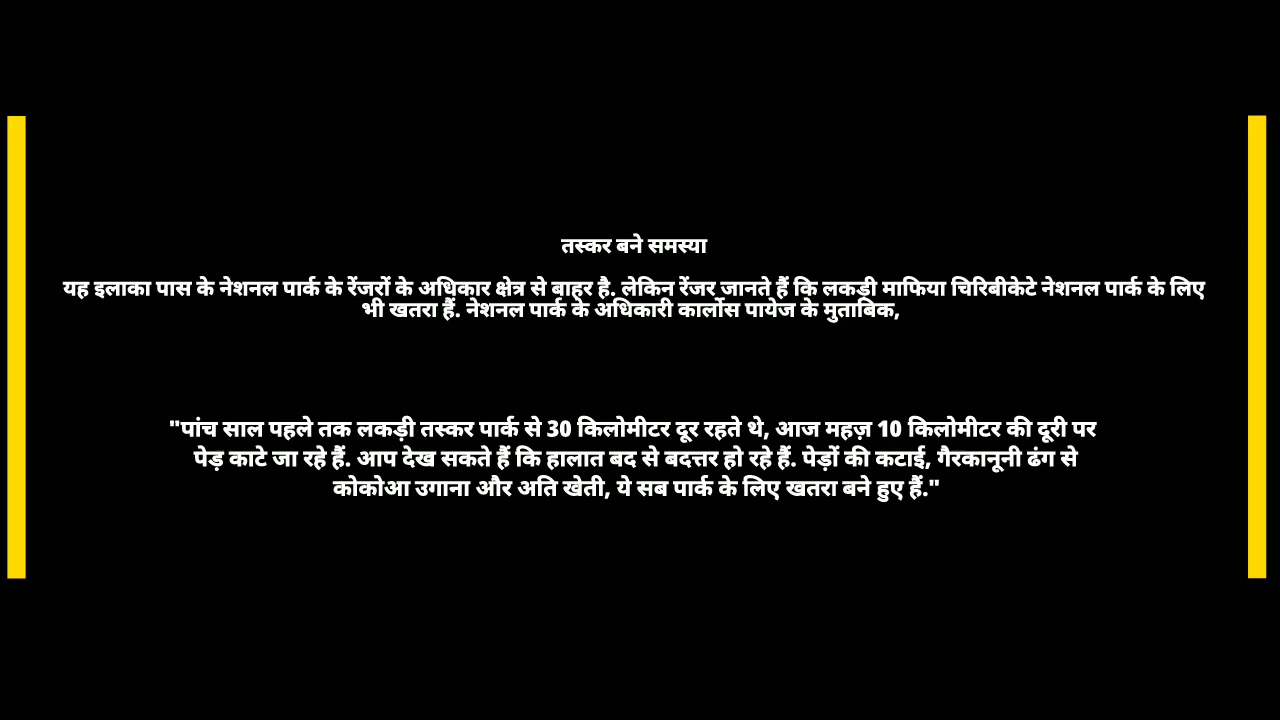 तस्कर बने समस्या
यह इलाका पास के नेशनल पार्क के रेंजरों के अधिकार क्षेत्र से बाहर है. लेकिन रेंजर जानते हैं कि लकड़ी माफिया चिरिबीकेटे नेशनल पार्क के लिए
भी खतरा हैं. नेशनल पार्क के अधिकारी कार्लोस पायेज के मुताबिक,
"पांच साल पहले तक लकड़ी तस्कर पार्क से 30 किलोमीटर दूर रहते थे, आज महज़ 10 किलोमीटर की दूरी पर
पेड़ काटे जा रहे हैं. आप देख सकते हैं कि हालात बद से बदत्तर हो रहे हैं. पेड़ों की कटाई, गैरकानूनी ढंग से
कोकोआ उगाना और अति खेती, ये सब पार्क के लिए खतरा बने हुए हैं."